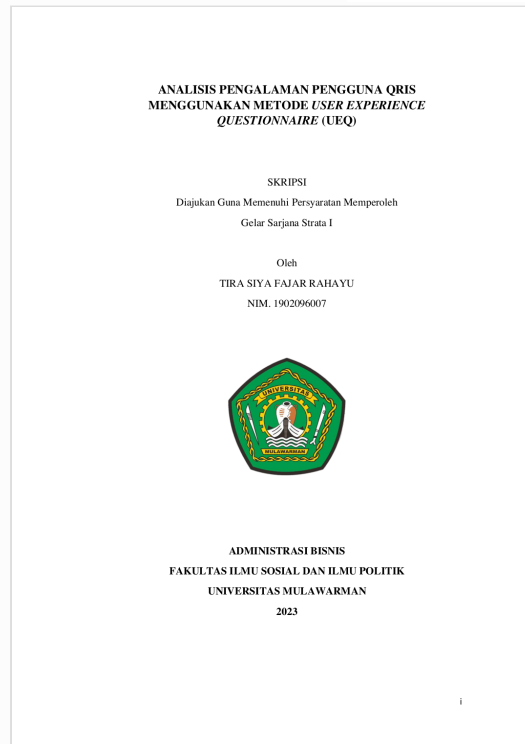 ANALISIS PENGALAMAN PENGGUNA QRIS
MENGGUNAKAN METODE USER EXPERIENCE
QUESTIONNAIRE (UEQ)
SKRIPSI
Diajukan Guna Memenuhi Persyaratan Memperoleh
Gelar Sarjana Strata I
Oleh
TIRA SIYA FAJAR RAHAYU
NIM. 1902096007
UNIVERSITAS
MULAWARMAN
ADMINISTRASI BISNIS
FAKULTAS ILMU SOSIAL DAN ILMU POLITIK
UNIVERSITAS MULAWARMAN
2023
i